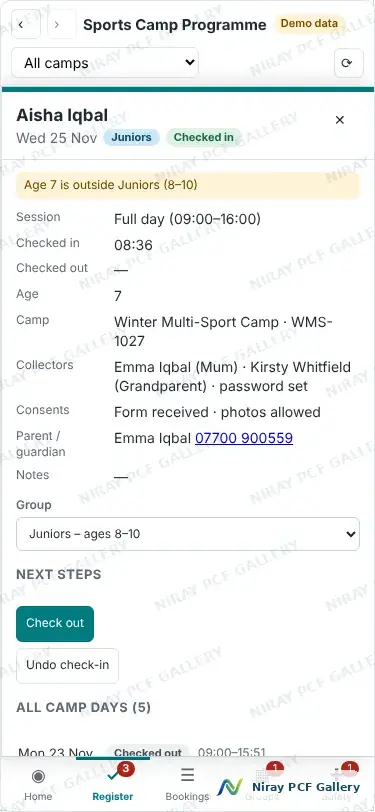 ‹ › Sports Camp Programme Demo data
All camps ⟳
Aisha Iqbal ✕
Wed 25 Nov Juniors Checked in
Age 7 is outside Juniors (8–10)
Session Full day (09:00–16:00)
Checked in 08:36
Checked out —
Age 7
Camp Winter Multi-Sport Camp · WMS-
1027
Collectors Emma Iqbal (Mum) · Kirsty Whitfield
(Grandparent) · password set
Consents Form received · photos allowed
Parent / Emma Iqbal 07700 900559
guardian
Notes —
Group
Juniors – ages 8–10
NEXT STEPS
Check out
Undo check-in
ALL CAMP DAYS (5)
Mon 23 Nov Checked out 09:00–15:51
3 1 1
Home Register Bookings Groups Safety
Niray PCF Gallery
NIRAY PCF GALLERY